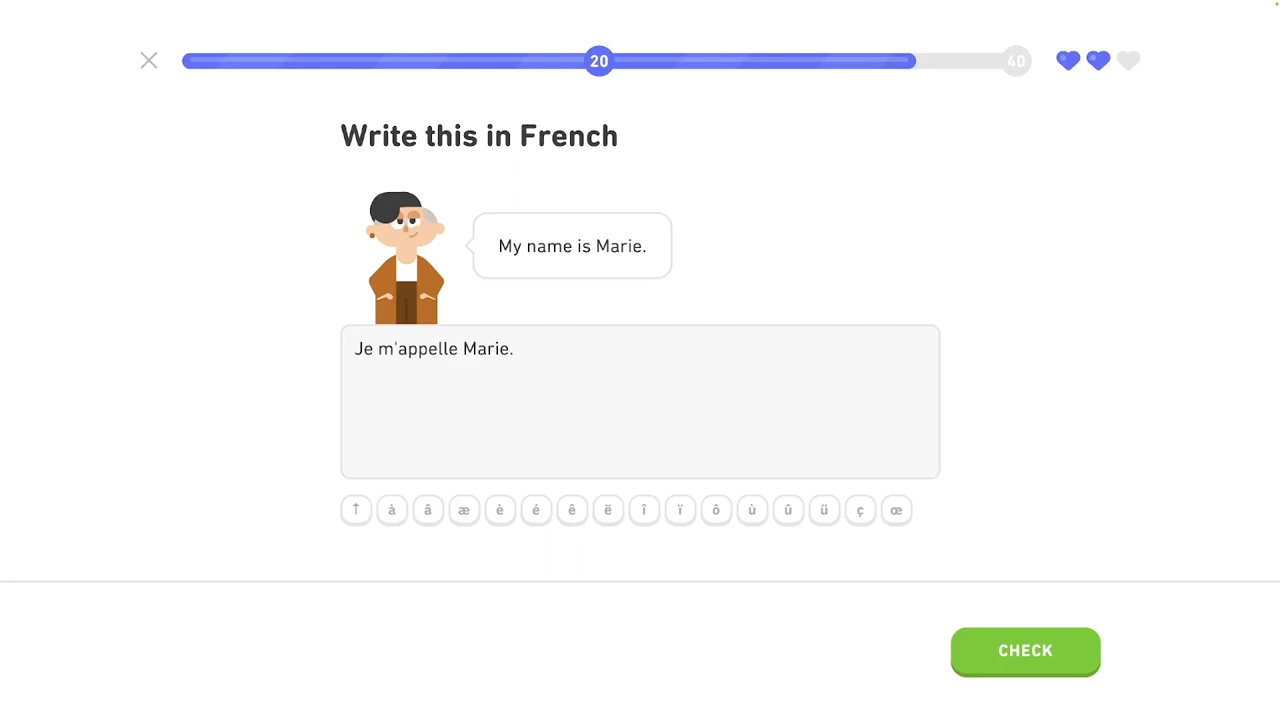 20
40
Write this in French
My name is Marie.
Je m'appelle Marie.
↑ à â æ è é ê ë î ï ô ù û ü ç œ
CHECK